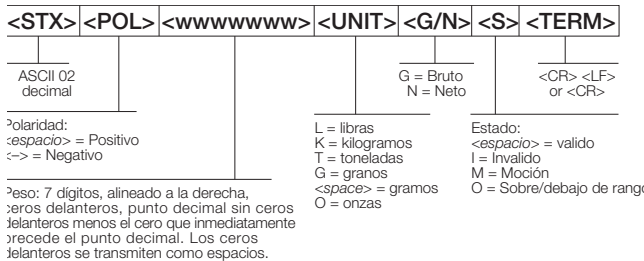 <STX> <POL> <wwwwwww> <UNIT> <G/N> <S> <TERM>
ASCII 02
decimal
G = Bruto
N = Neto
<CR> <LF>
or <CR>
Polaridad:
<espacio> = Positivo
<–> = Negativo
L = libras
K = kilogramos
T = toneladas
G = granos
<space> = gramos
O = onzas
Estado:
<espacio> = valido
I = Invalido
M = Moción
O = Sobre/debajo de rango
Peso: 7 dígitos, alineado a la derecha,
ceros delanteros, punto decimal sin ceros
delanteros menos el cero que inmediatamente
precede el punto decimal. Los ceros
delanteros se transmiten como espacios.